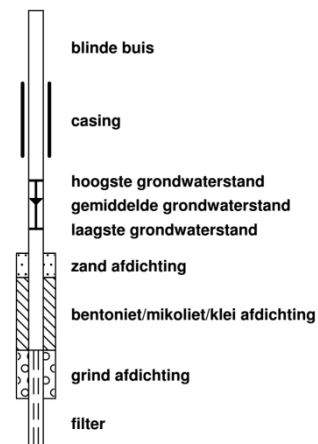 blinde buis
casing
hoogste grondwaterstand
gemiddelde grondwaterstand
laagste grondwaterstand
zand afdichting
bentoniet/mikoliet/klei afdichting
grind afdichting
filter